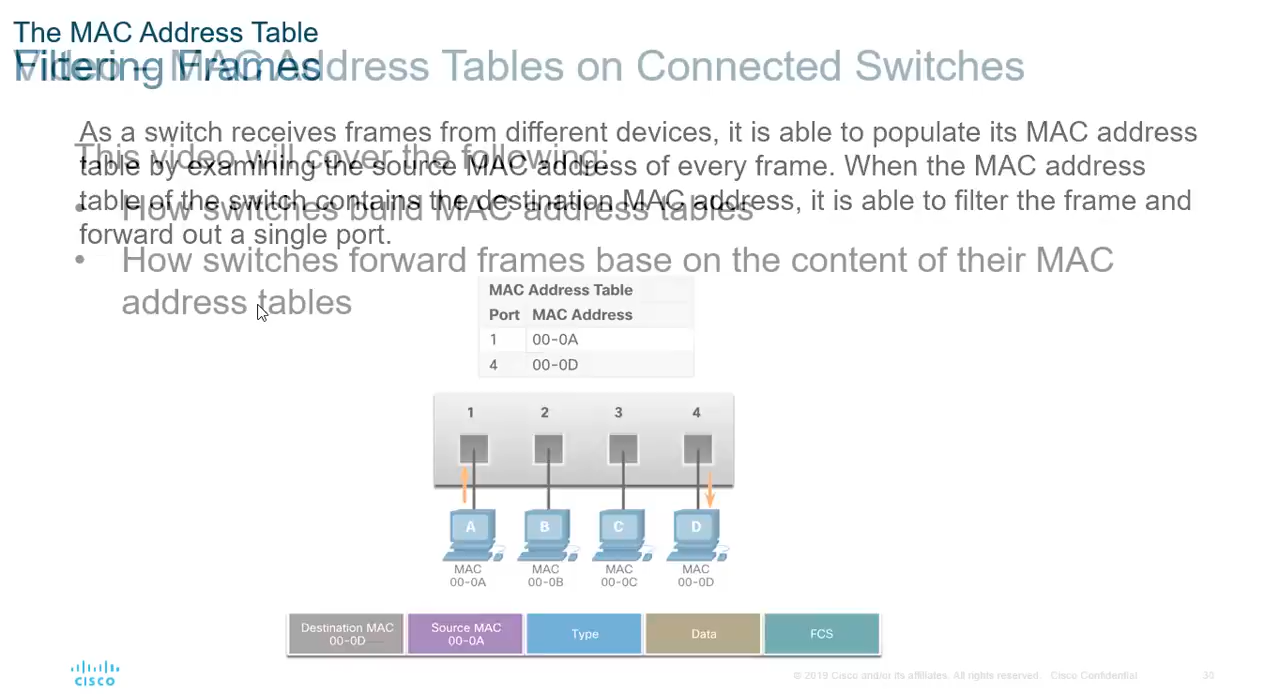 The MAC Address Table
Filtering Frames
Video – MAC Address Tables on Connected Switches
As a switch receives frames from different devices, it is able to populate its MAC address
table by examining the source MAC address of every frame. When the MAC address
table of the switch contains the destination MAC address, it is able to filter the frame and
forward out a single port.
This video will cover the following:
• How switches build MAC address tables
• How switches forward frames base on the content of their MAC
address tables
MAC Address Table
Port MAC Address
1 00-0A
4 00-0D
1 2 3 4
A B C D
MAC MAC MAC MAC
00-0A 00-0B 00-0C 00-0D
Destination MAC Source MAC Type Data FCS
00-0D 00-0A
CISCO
© 2019 Cisco and/or its affiliates. All rights reserved. Cisco Confidential